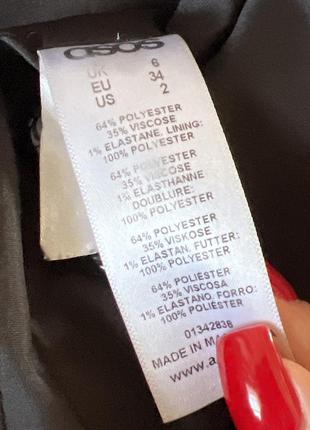 asos
UK 6
EU 34
US 2
64% POLYESTER
35% VISCOSE
1% ELASTANE. LINING:
100% POLYESTER
64% POLYESTER
35% VISCOSE
1% ELASTHANNE
DOUBLURE:
100% POLYESTER
64% POLYESTER
35% VISKOSE
1% ELASTAN. FUTTER:
100% POLYESTER
64% POLIÉSTER
35% VISCOSA
1% ELASTANO. FORRO:
100% POLIÉSTER
01342838
MADE IN